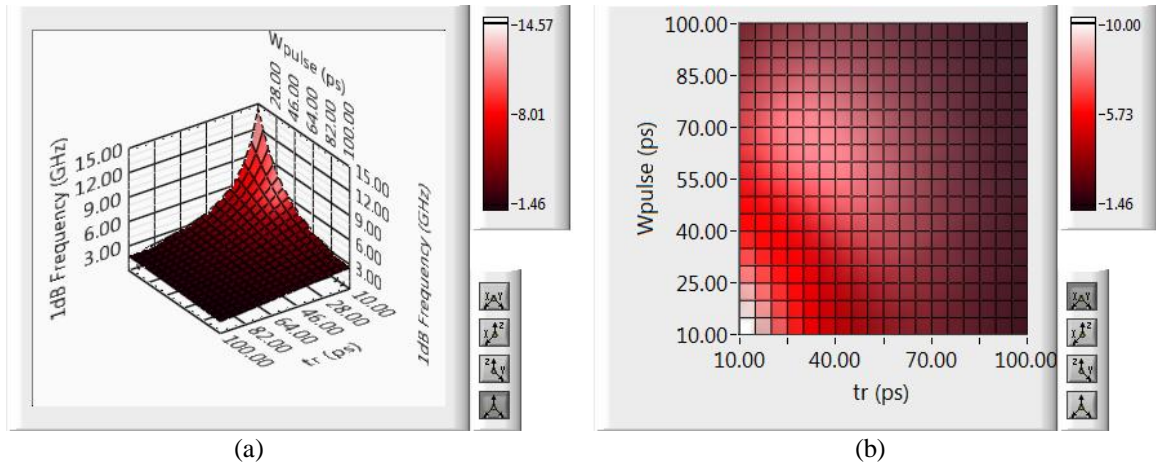 Wpulse (ps)
28.00
46.00
64.00
82.00
100.00
15.00
12.00
9.00
6.00
3.00
1dB Frequency (GHz)
15.00
12.00
9.00
6.00
3.00
1dB Frequency (GHz)
10.00
28.00
46.00
64.00
82.00
100.00
tr (ps)
-14.57
-8.01
-1.46
X Y
X Z
Z Y
(a)
100.00
85.00
70.00
55.00
40.00
25.00
10.00
Wpulse (ps)
10.00 40.00 70.00 100.00
tr (ps)
-10.00
-5.73
-1.46
X Y
X Z
Z Y
(b)